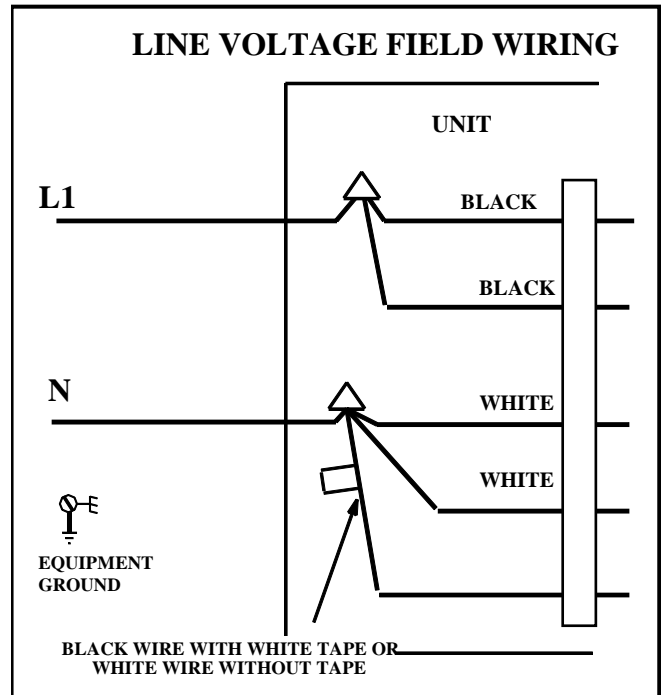 LINE VOLTAGE FIELD WIRING
UNIT
L1
BLACK
BLACK
N
WHITE
WHITE
EQUIPMENT
GROUND
BLACK WIRE WITH WHITE TAPE OR
WHITE WIRE WITHOUT TAPE